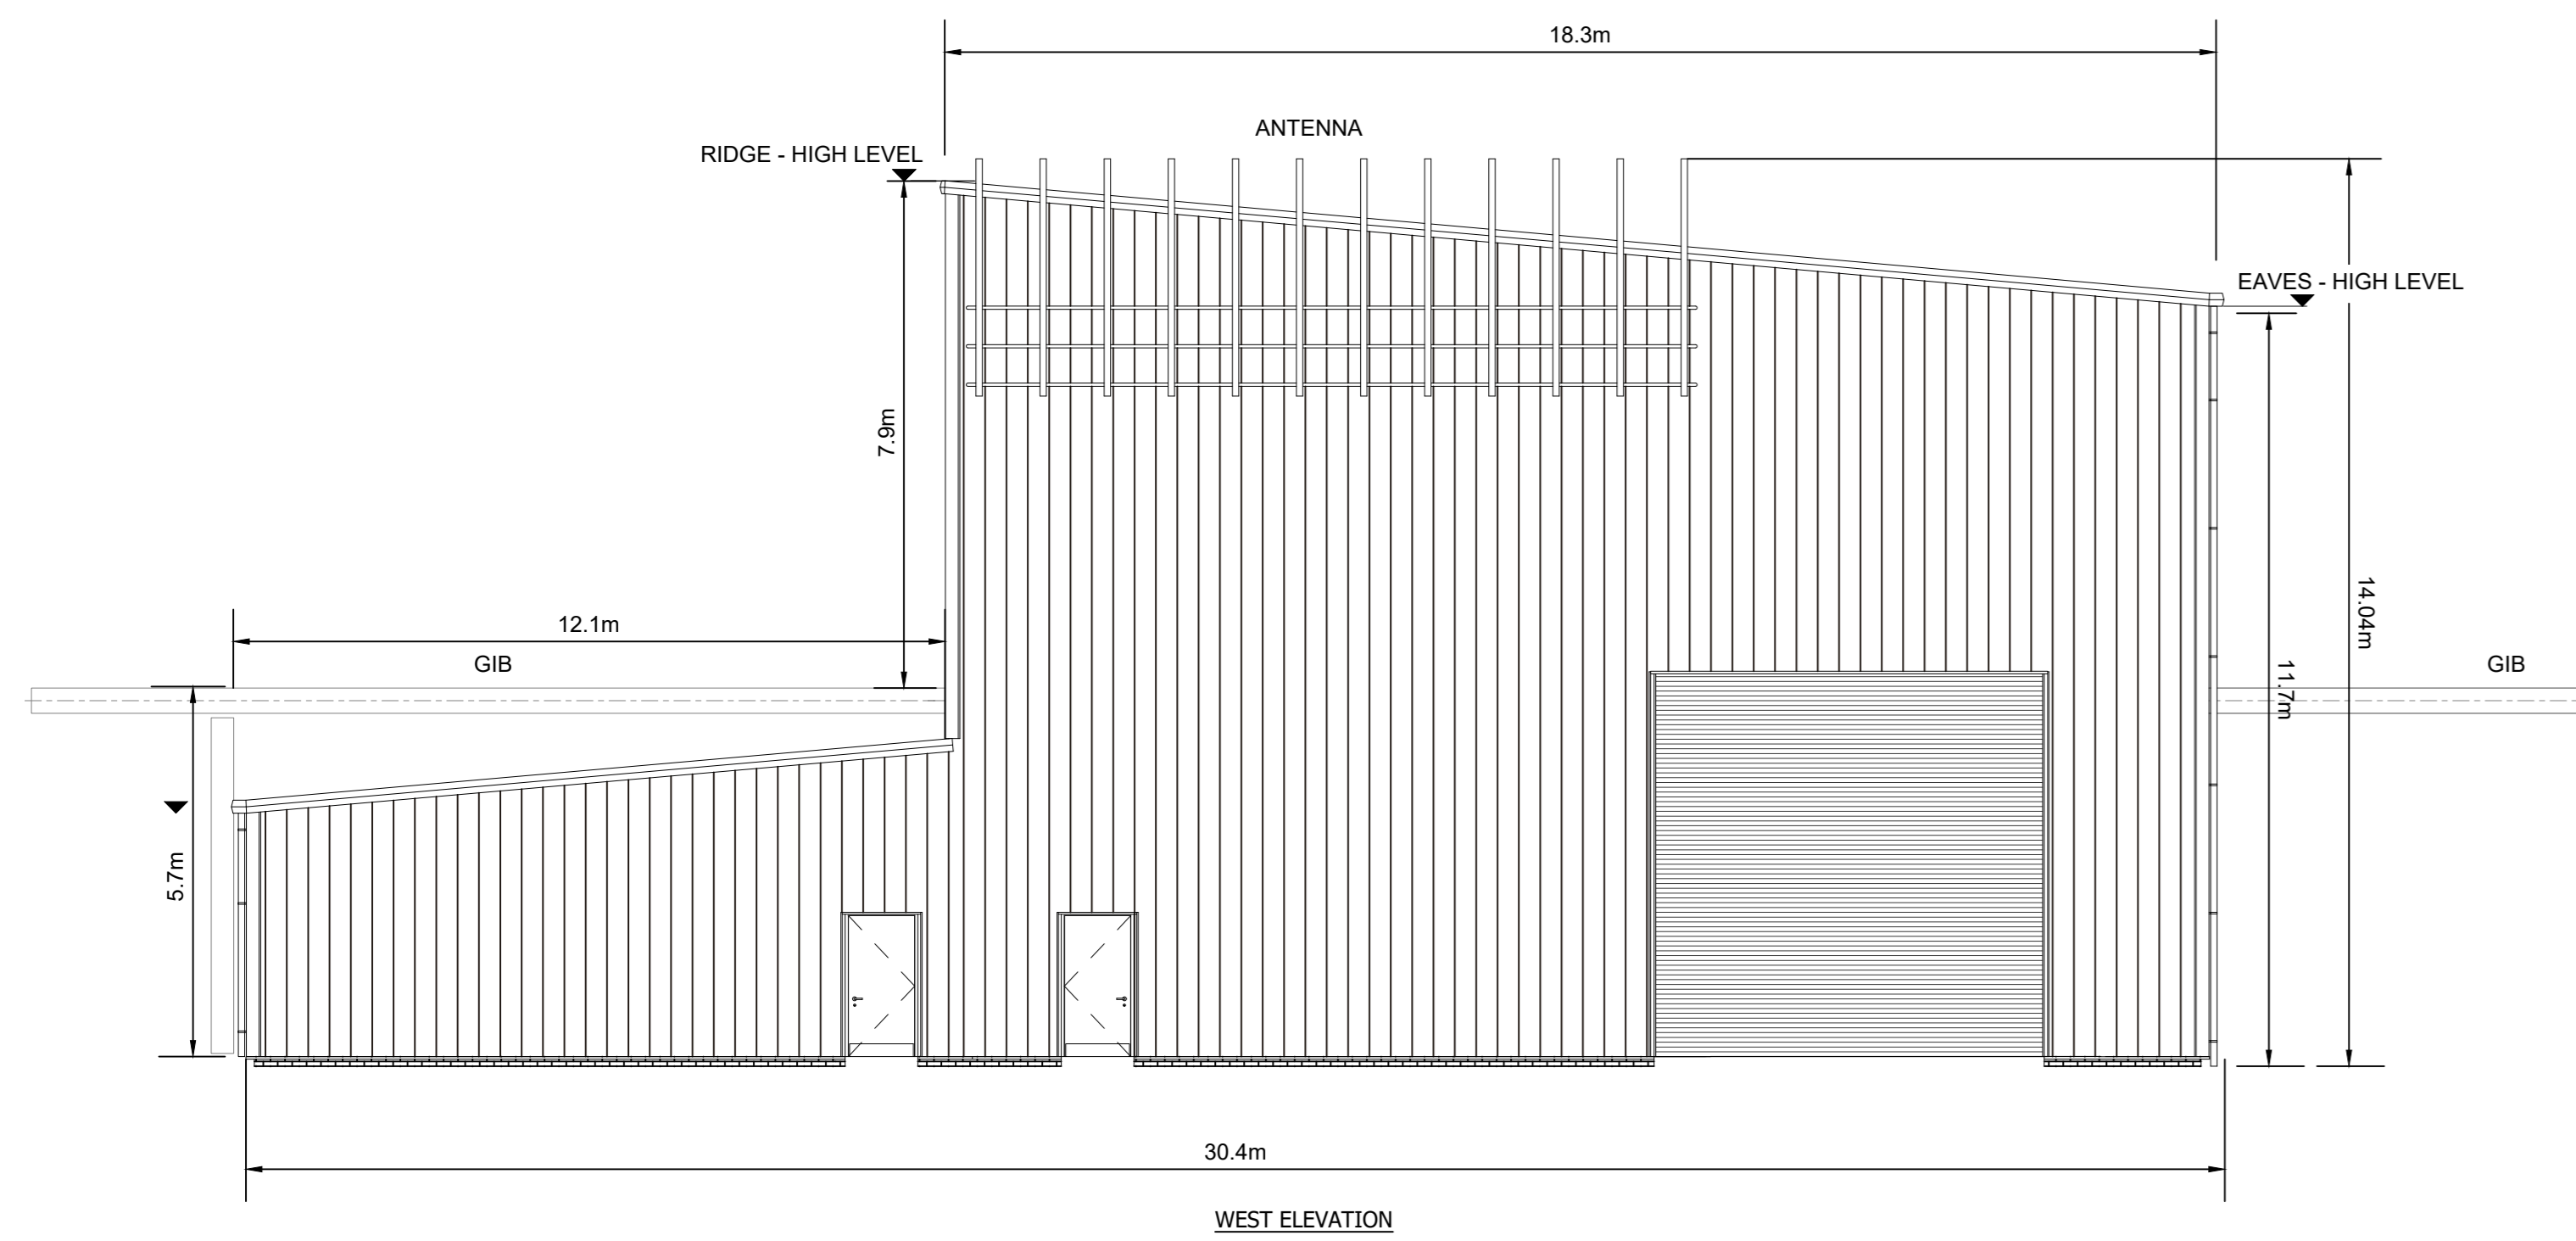 18.3m
ANTENNA
RIDGE - HIGH LEVEL
EAVES - HIGH LEVEL
7.9m
12.1m
14.04m
GIB
GIB
11.7m
5.7m
30.4m
WEST ELEVATION